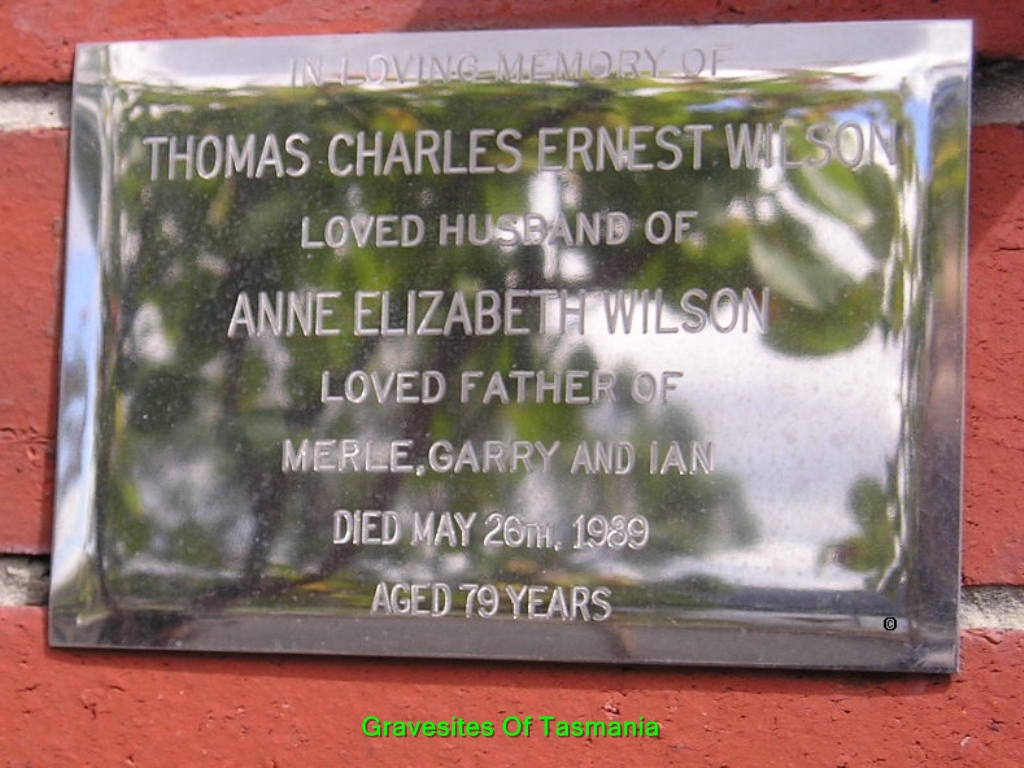 IN LOVING MEMORY OF
THOMAS CHARLES ERNEST WILSON
LOVED HUSBAND OF
ANNE ELIZABETH WILSON
LOVED FATHER OF
MERLE, GARRY AND IAN
DIED MAY 26TH, 1989
AGED 79 YEARS
©
Gravesites Of Tasmania